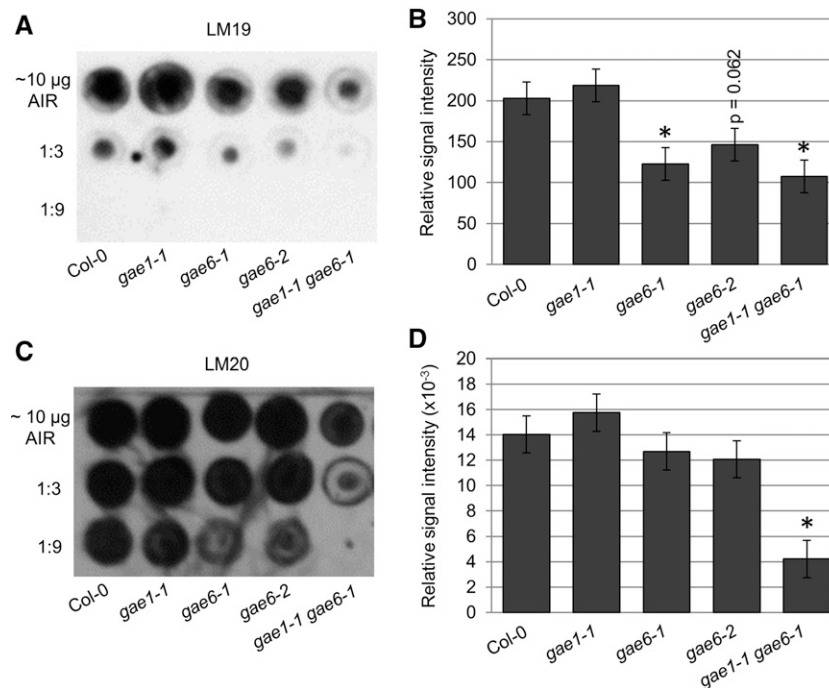 A
LM19
~10 µg
AIR
1:3
1:9
Col-0
gae1-1
gae6-1
gae6-2
gae1-1 gae6-1
B
Relative signal intensity
300
250
200
150
100
50
0
*
p = 0.062
*
Col-0
gae1-1
gae6-1
gae6-2
gae1-1 gae6-1
C
LM20
~ 10 µg
AIR
1:3
1:9
Col-0
gae1-1
gae6-1
gae6-2
gae1-1 gae6-1
D
Relative signal intensity (x10-3)
20
18
16
14
12
10
8
6
4
2
0
*
Col-0
gae1-1
gae6-1
gae6-2
gae1-1 gae6-1